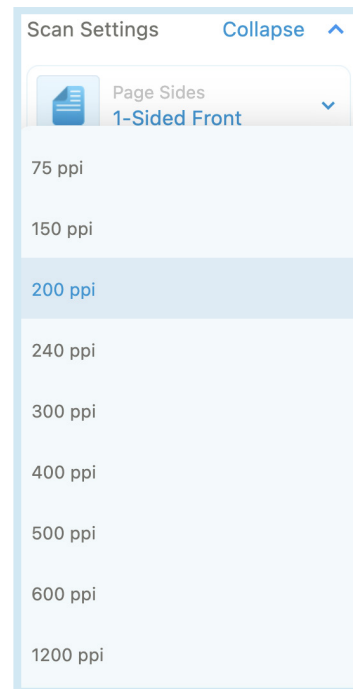 Scan Settings Collapse
Page Sides
1-Sided Front
75 ppi
150 ppi
200 ppi
240 ppi
300 ppi
400 ppi
500 ppi
600 ppi
1200 ppi